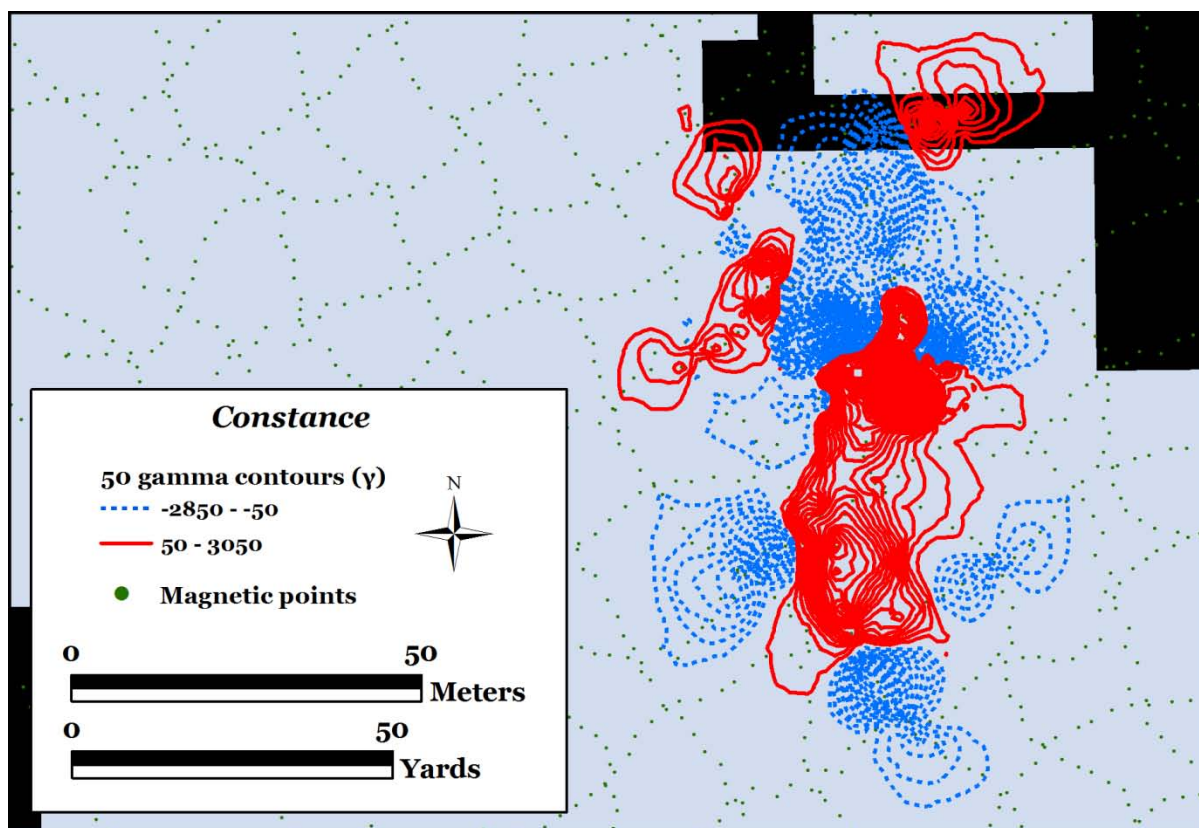 Constance
50 gamma contours (γ)
-2850 - -50
50 - 3050
N
Magnetic points
0 50
Meters
0 50
Yards